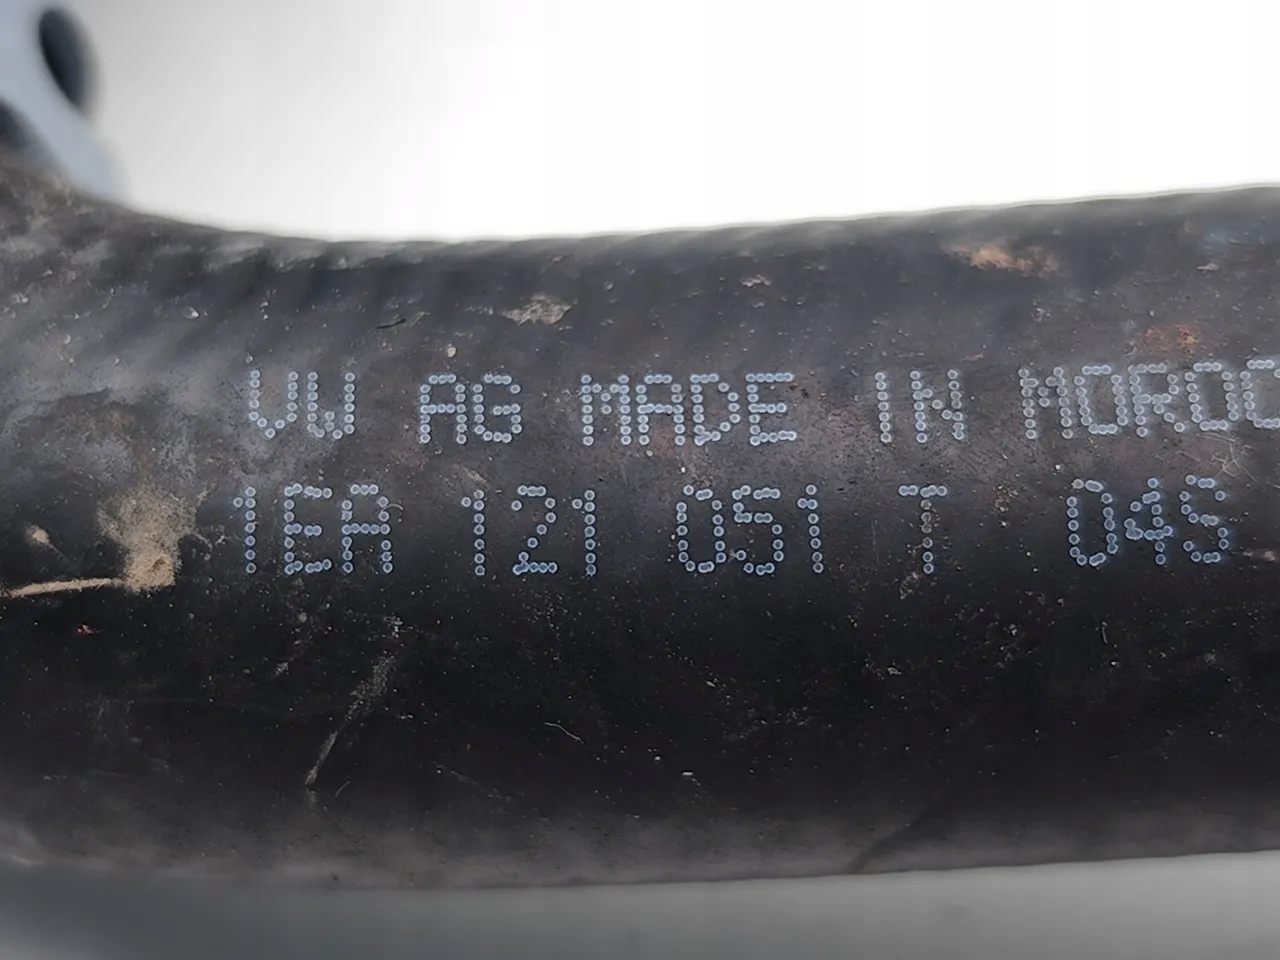 VW AG MADE IN MOROC
1EA 121 051 T 04S